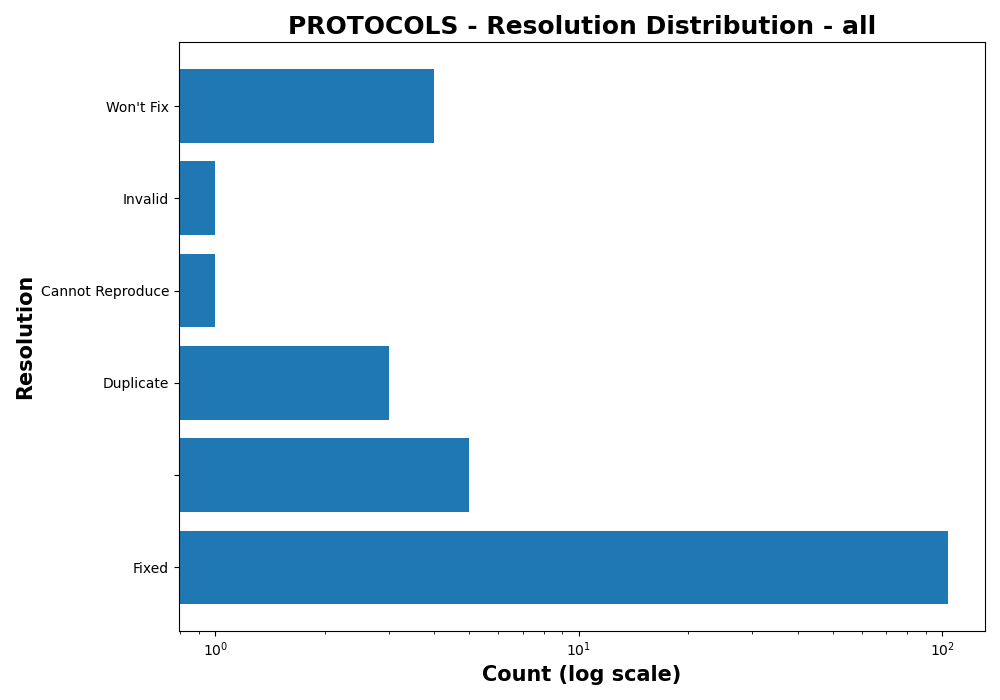 PROTOCOLS - Resolution Distribution - all
Won't Fix
Invalid
Cannot Reproduce
Duplicate
Fixed
Resolution
10⁰
10¹
10²
Count (log scale)